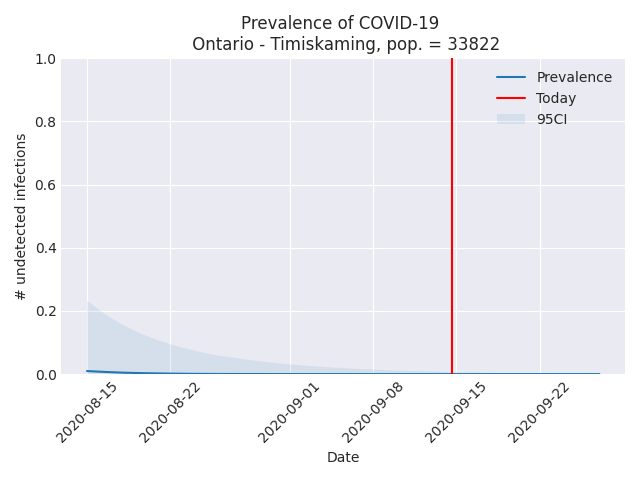 Prevalence of COVID-19
Ontario - Timiskaming, pop. = 33822
1.0
0.8
0.6
0.4
0.2
0.0
# undetected infections
Prevalence
Today
95CI
2020-08-15
2020-08-22
2020-09-01
2020-09-08
2020-09-15
2020-09-22
Date